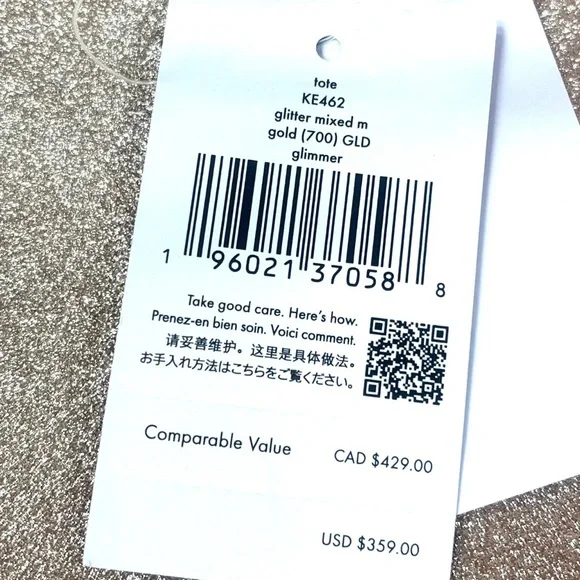 tote
KE462
glitter mixed m
gold (700) GLD
glimmer
1 96021 37058 8
Take good care. Here's how.
Prenez-en bien soin. Voici comment.
请妥善维护。这里是具体做法。
お手入れ方法はこちらをご覧ください。
Comparable Value CAD $429.00
USD $359.00